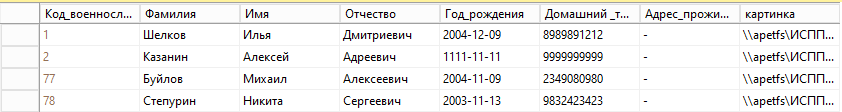 Код_военносл... Фамилия Имя Отчество Год_рождения Домашний _т... Адрес_прожи... картинка
1 Шелков Илья Дмитриевич 2004-12-09 8989891212 - \\apetfs\ИСПП...
2 Казанин Алексей Адреевич 1111-11-11 9999999999 - \\apetfs\ИСПП...
77 Буйлов Михаил Алексеевич 2004-11-09 2349080980 - \\apetfs\ИСПП...
78 Степурин Никита Сергеевич 2003-11-13 9832423423 - \\apetfs\ИСПП...